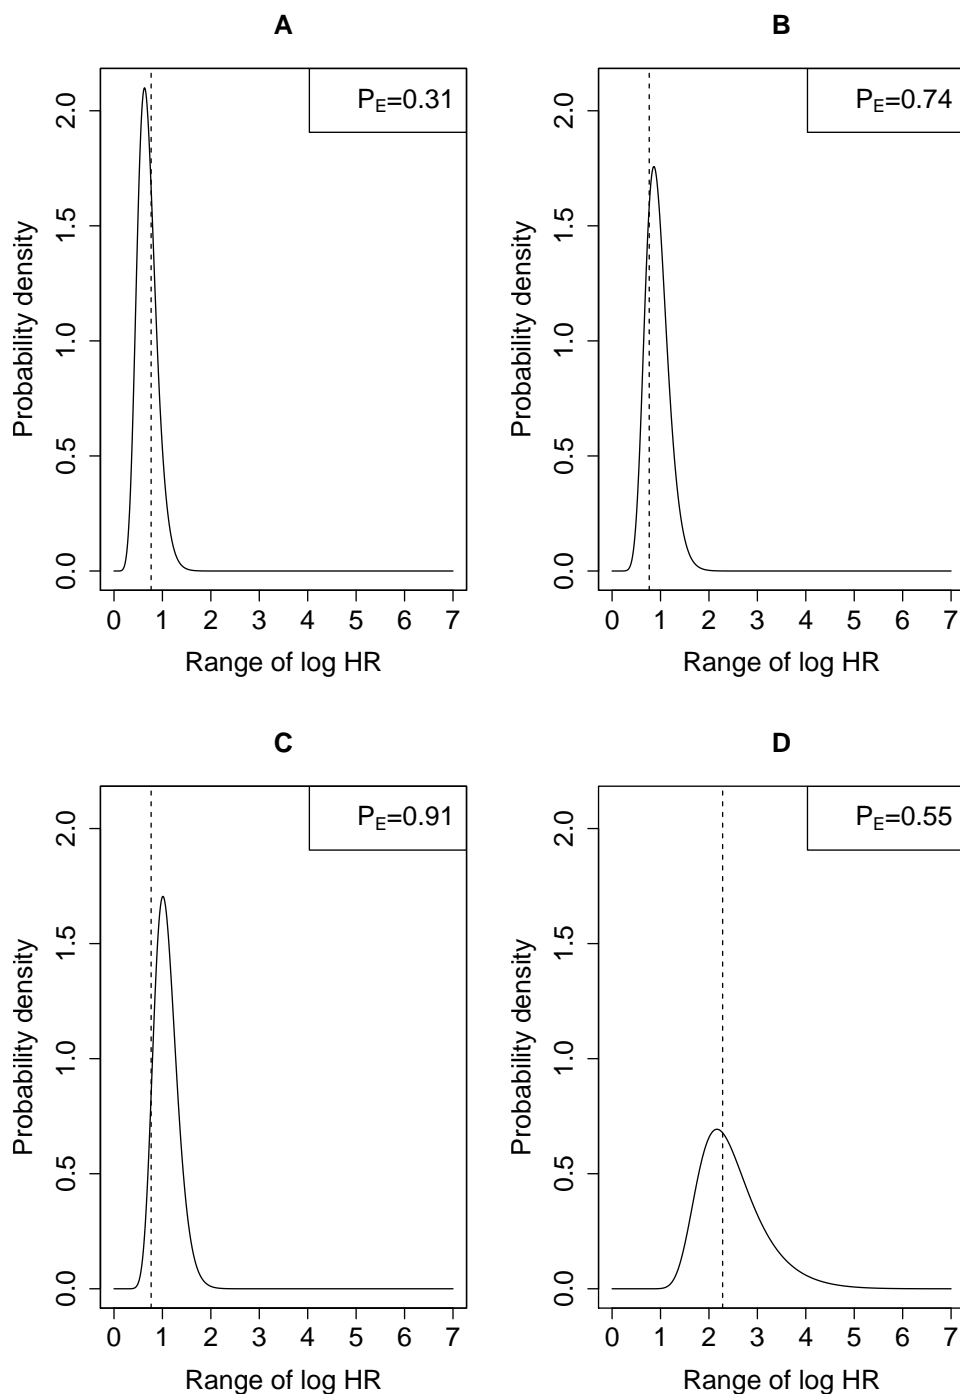 A
P_E=0.31
Probability density
0.0 0.5 1.0 1.5 2.0
0 1 2 3 4 5 6 7
Range of log HR
B
P_E=0.74
Probability density
0.0 0.5 1.0 1.5 2.0
0 1 2 3 4 5 6 7
Range of log HR
C
P_E=0.91
Probability density
0.0 0.5 1.0 1.5 2.0
0 1 2 3 4 5 6 7
Range of log HR
D
P_E=0.55
Probability density
0.0 0.5 1.0 1.5 2.0
0 1 2 3 4 5 6 7
Range of log HR